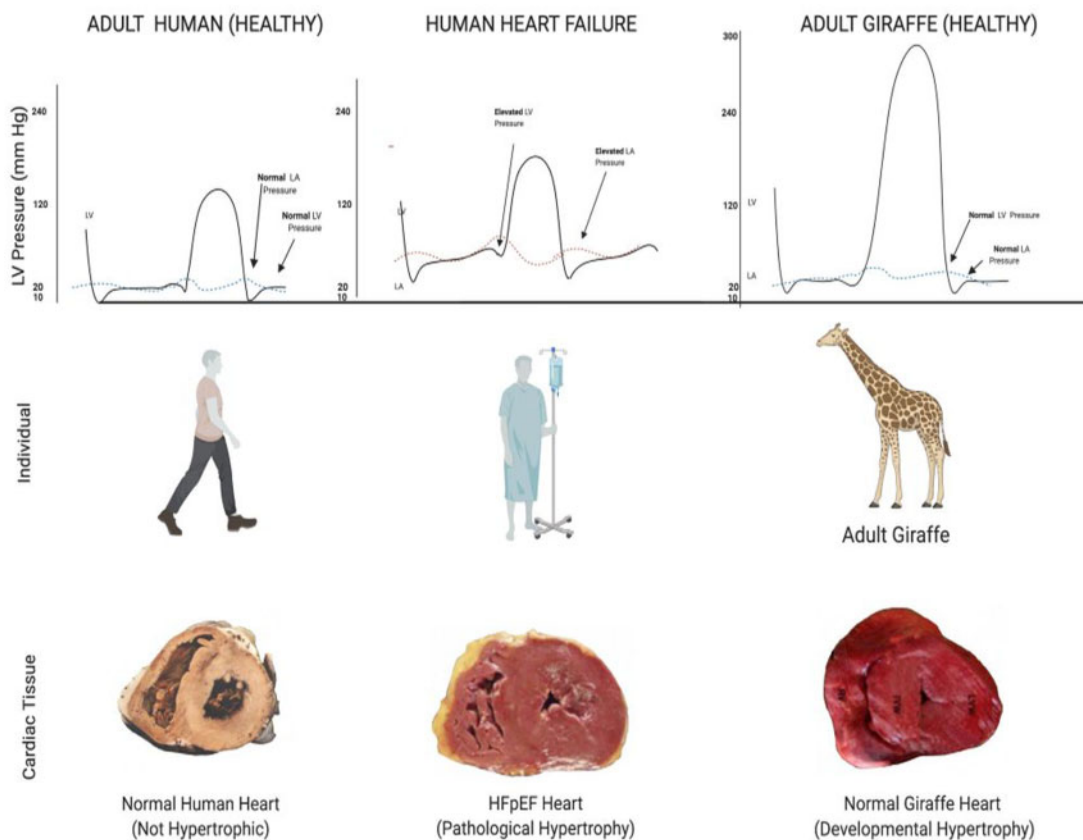 ADULT HUMAN (HEALTHY)
HUMAN HEART FAILURE
ADULT GIRAFFE (HEALTHY)
LV Pressure (mm Hg)
240
120
20
10
LV
Normal LA
Pressure
Normal LV
Pressure
240
120
20
10
LV
LA
Elevated LV
Pressure
Elevated LA
Pressure
300
240
120
20
10
LV
LA
Normal LV Pressure
Normal LA
Pressure
Individual
Adult Giraffe
Cardiac Tissue
Normal Human Heart
(Not Hypertrophic)
HFpEF Heart
(Pathological Hypertrophy)
Normal Giraffe Heart
(Developmental Hypertrophy)